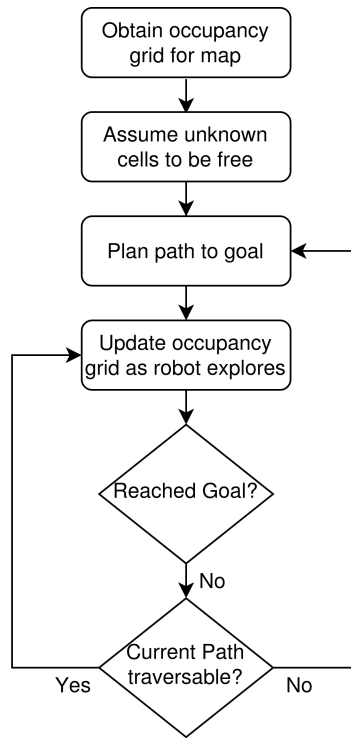 Obtain occupancy
grid for map
Assume unknown
cells to be free
Plan path to goal
Update occupancy
grid as robot explores
Reached Goal?
No
Current Path
traversable?
Yes
No